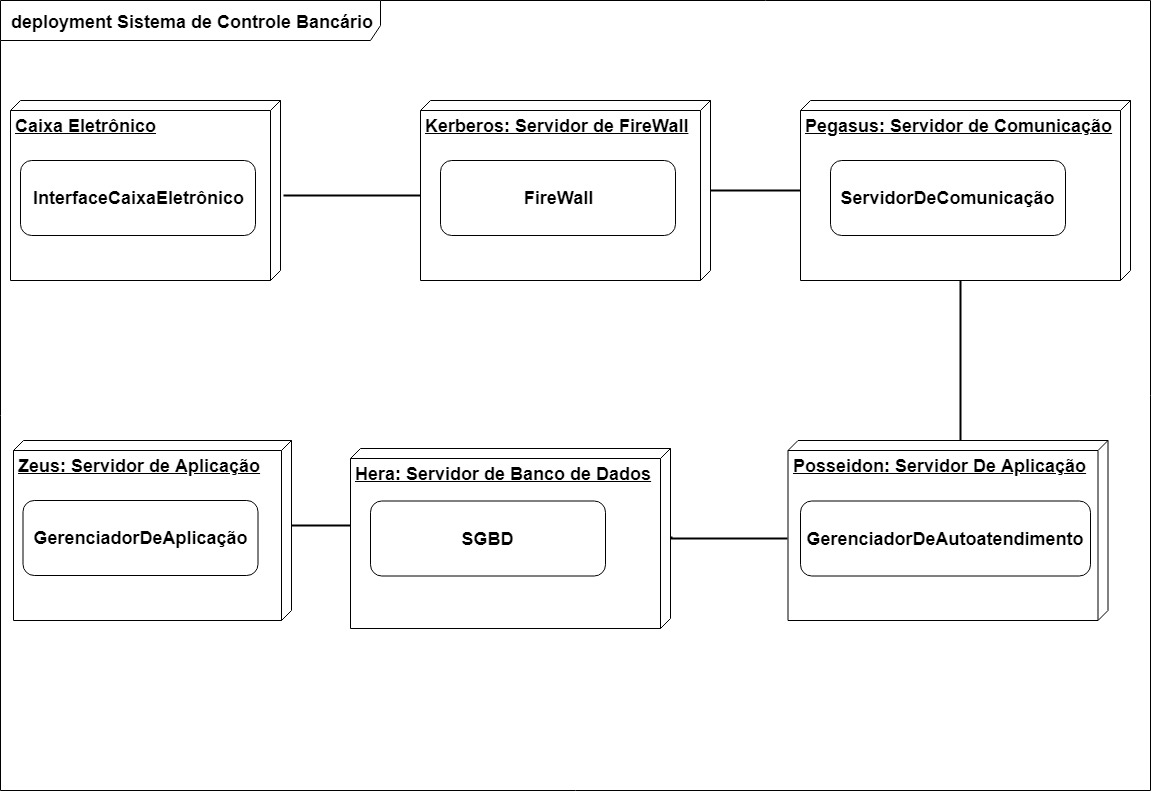 deployment Sistema de Controle Bancário
Caixa Eletrônico
InterfaceCaixaEletrônico
Kerberos: Servidor de FireWall
FireWall
Pegasus: Servidor de Comunicação
ServidorDeComunicação
Zeus: Servidor de Aplicação
GerenciadorDeAplicação
Hera: Servidor de Banco de Dados
SGBD
Posseidon: Servidor De Aplicação
GerenciadorDeAutoatendimento